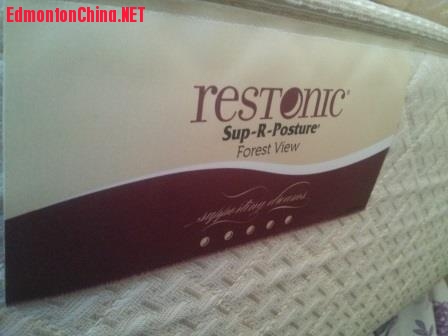 EdmontonChina.NET
restonic®
Sup-R-Posture®
Forest View
supporting dreams